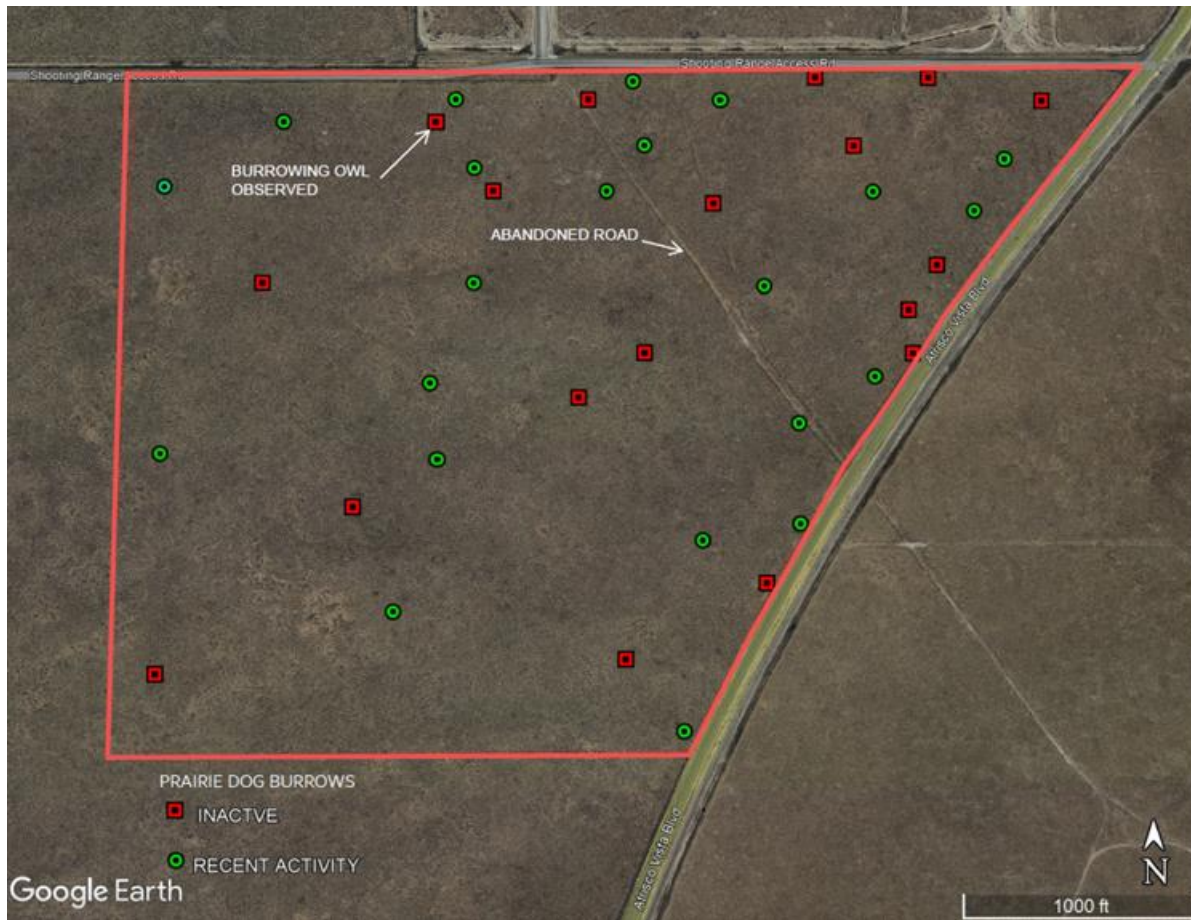 Shooting Range Access Rd
Shooting Range Access Rd
BURROWING OWL
OBSERVED
ABANDONED ROAD
Atrisco Vista Blvd
PRAIRIE DOG BURROWS
INACTVE
RECENT ACTIVITY
Atrisco Vista Blvd
Google Earth
N
1000 ft